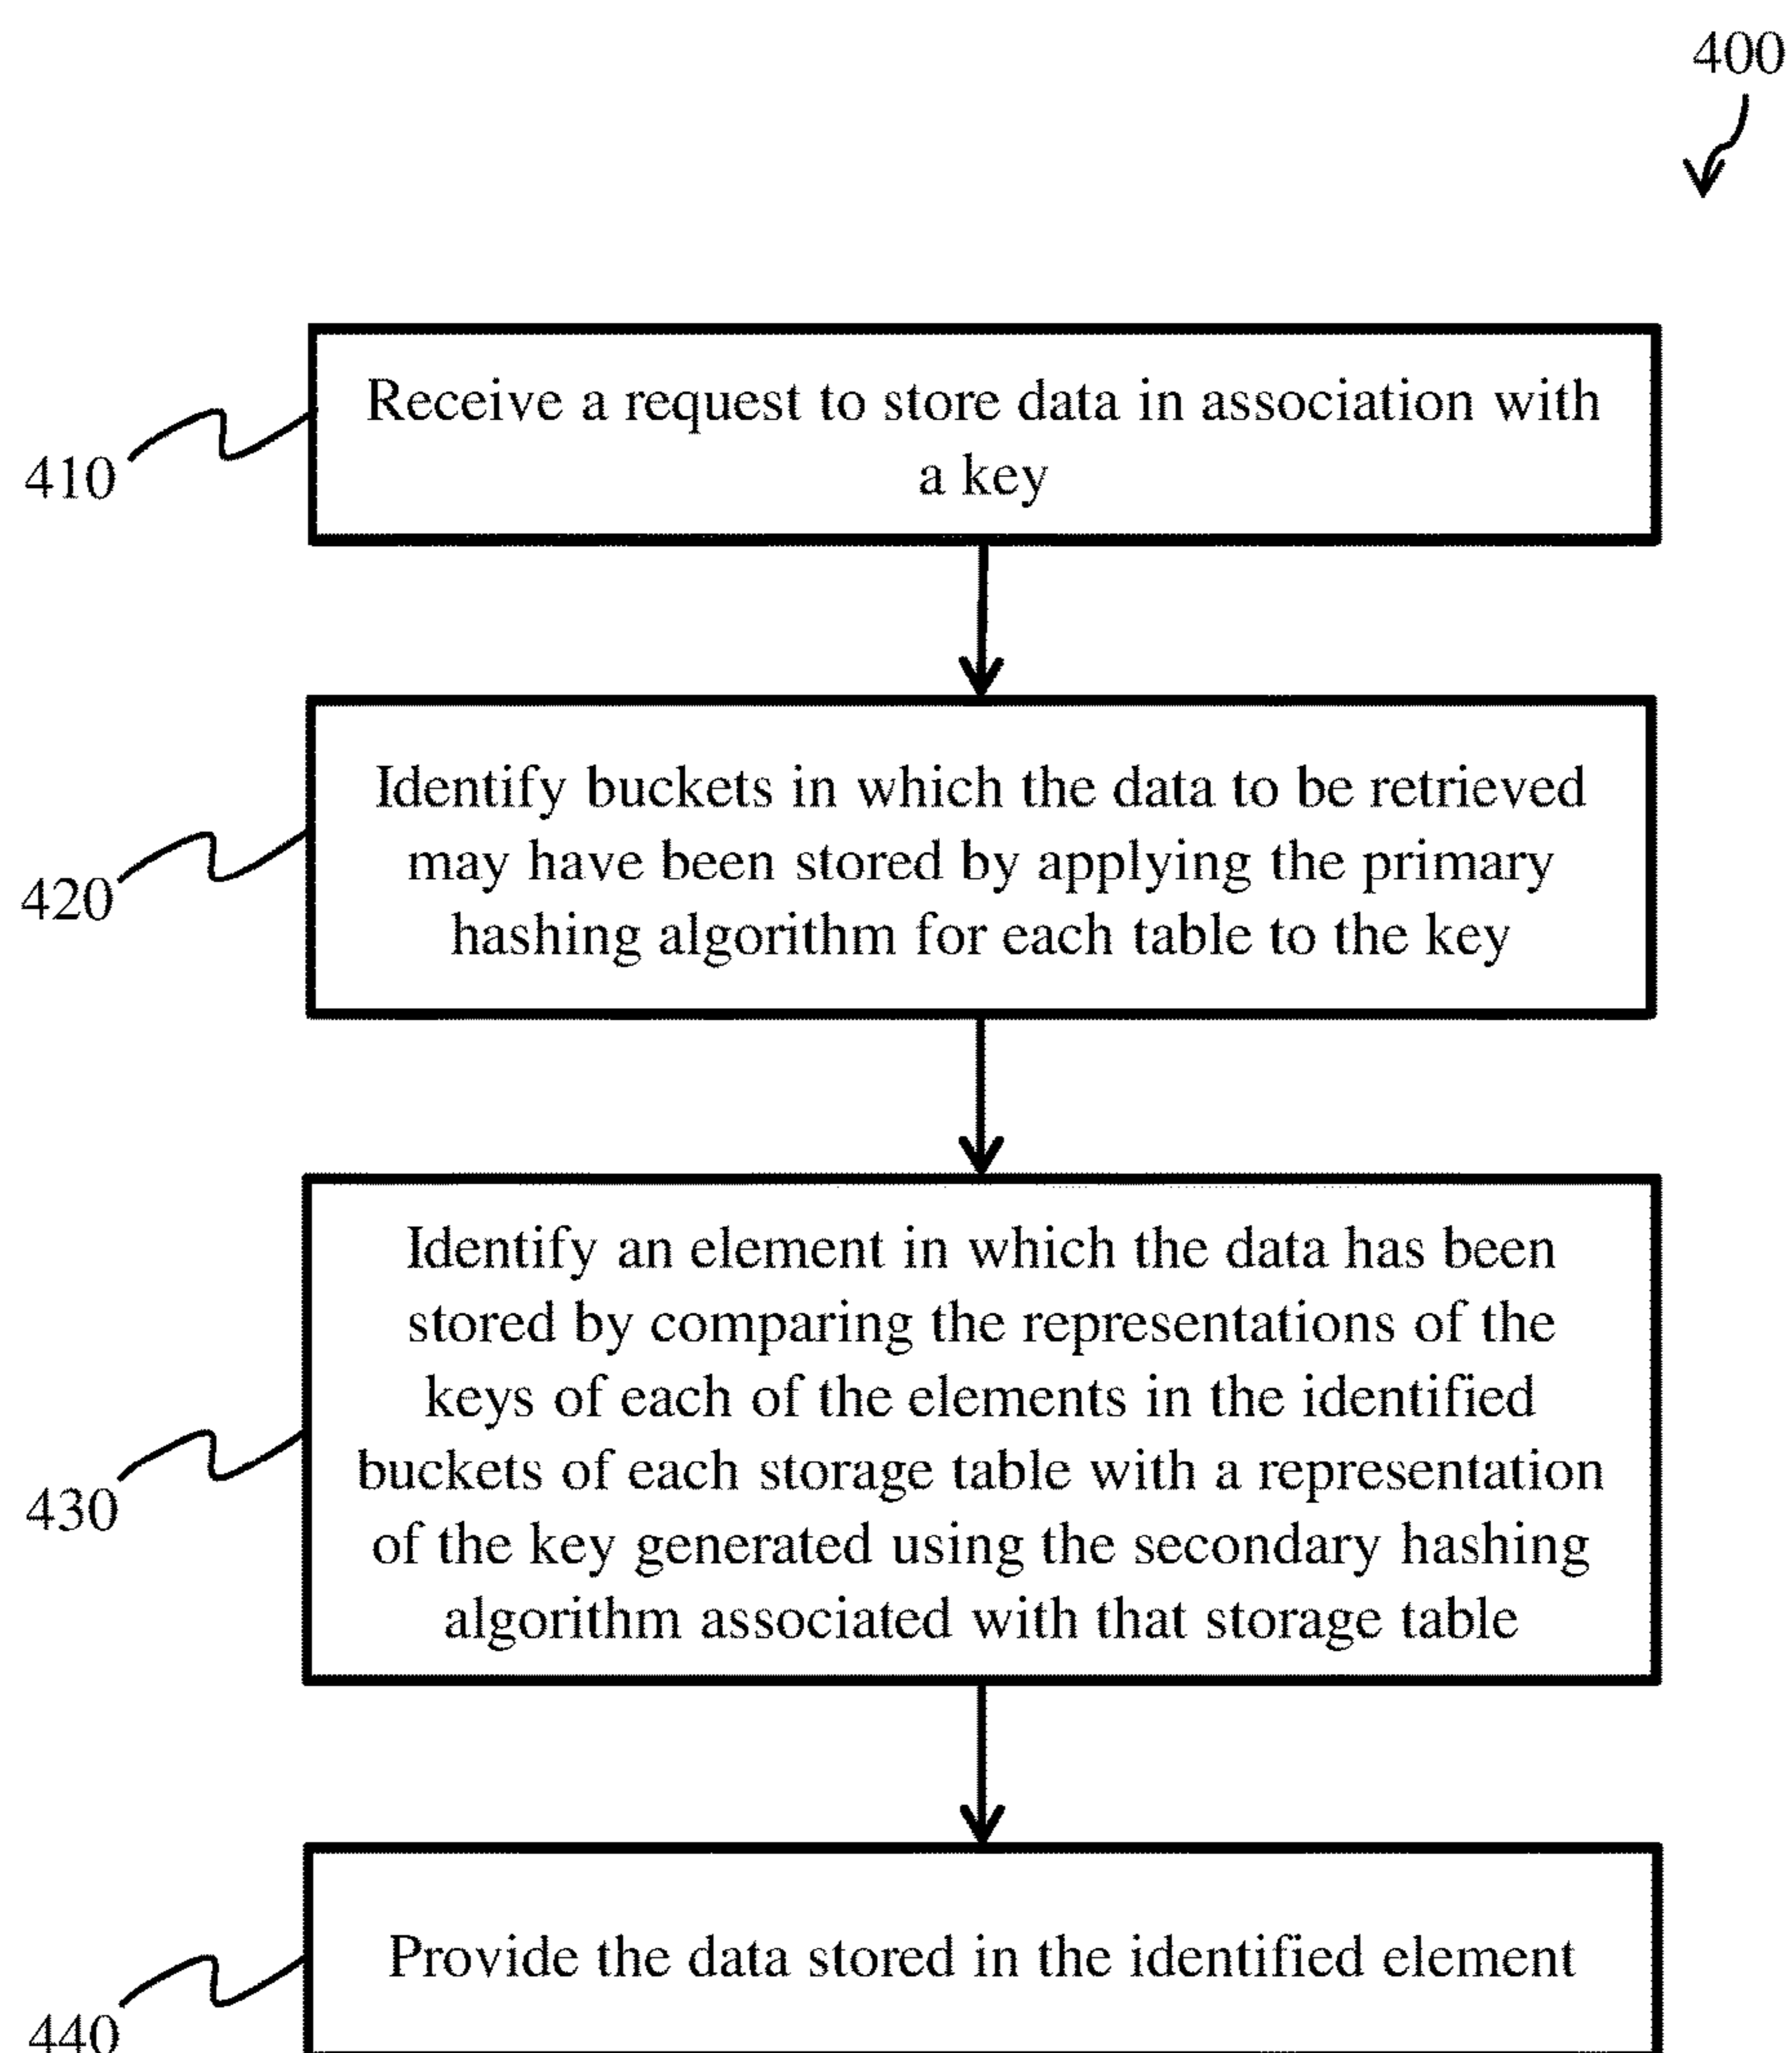 400
Receive a request to store data in association with
a key
410
Identify buckets in which the data to be retrieved
may have been stored by applying the primary
hashing algorithm for each table to the key
420
Identify an element in which the data has been
stored by comparing the representations of the
keys of each of the elements in the identified
buckets of each storage table with a representation
of the key generated using the secondary hashing
algorithm associated with that storage table
430
Provide the data stored in the identified element
440